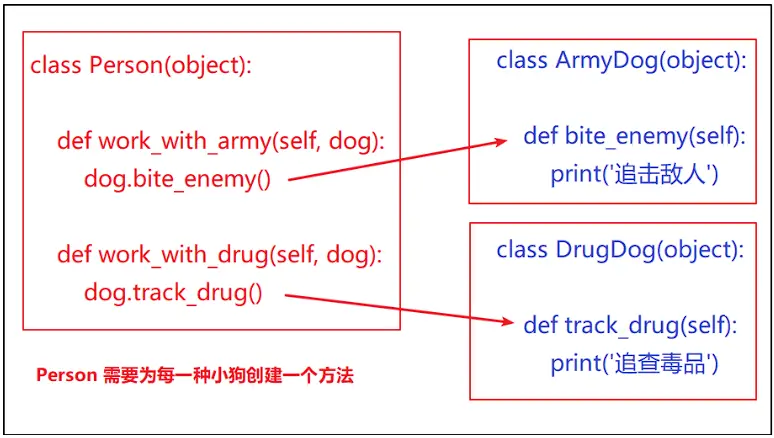 class Person(object):
def work_with_army(self, dog):
dog.bite_enemy()
def work_with_drug(self, dog):
dog.track_drug()
Person 需要为每一种小狗创建一个方法
class ArmyDog(object):
def bite_enemy(self):
print('追击敌人')
class DrugDog(object):
def track_drug(self):
print('追查毒品')